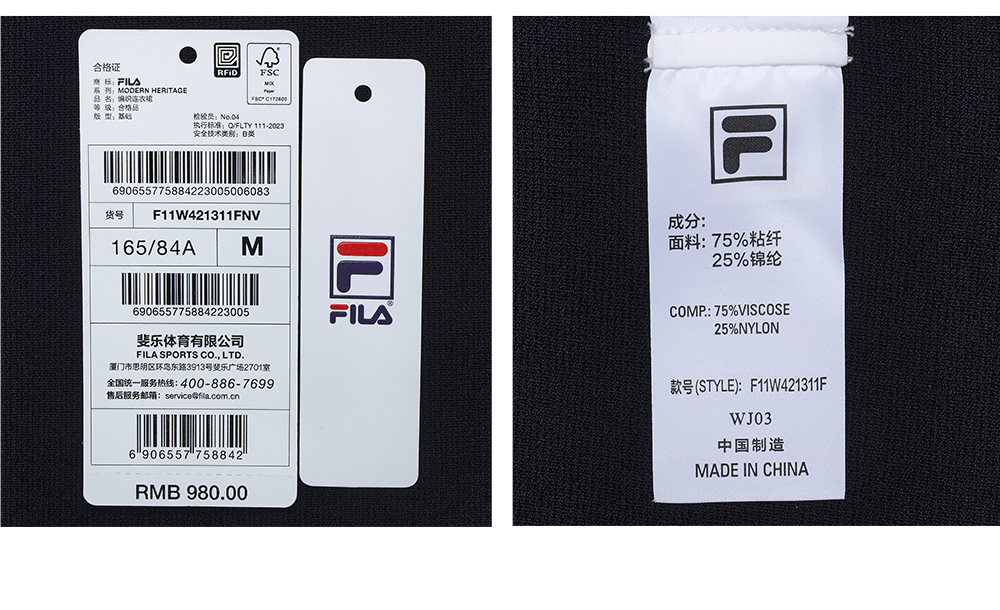 合格证
RFiD
FSC
MIX
Paper
FSC® C172600
商 标: FILA
系 列: MODERN HERITAGE
品 名: 编织连衣裙
等 级: 合格品
版 型: 基础
检验员: No.04
执行标准: Q/FLTY 111-2023
安全技术类别: B类
690655775884223005006083
货号 F11W421311FNV
165/84A M
690655775884223005
斐乐体育有限公司
FILA SPORTS CO., LTD.
厦门市思明区环岛东路3913号斐乐广场2701室
全国统一服务热线: 400-886-7699
售后服务邮箱: service@fila.com.cn
6 906557 758842
RMB 980.00
FILA®
成分:
面料: 75%粘纤
25%锦纶
COMP.: 75%VISCOSE
25%NYLON
款号(STYLE): F11W421311F
WJ03
中国制造
MADE IN CHINA